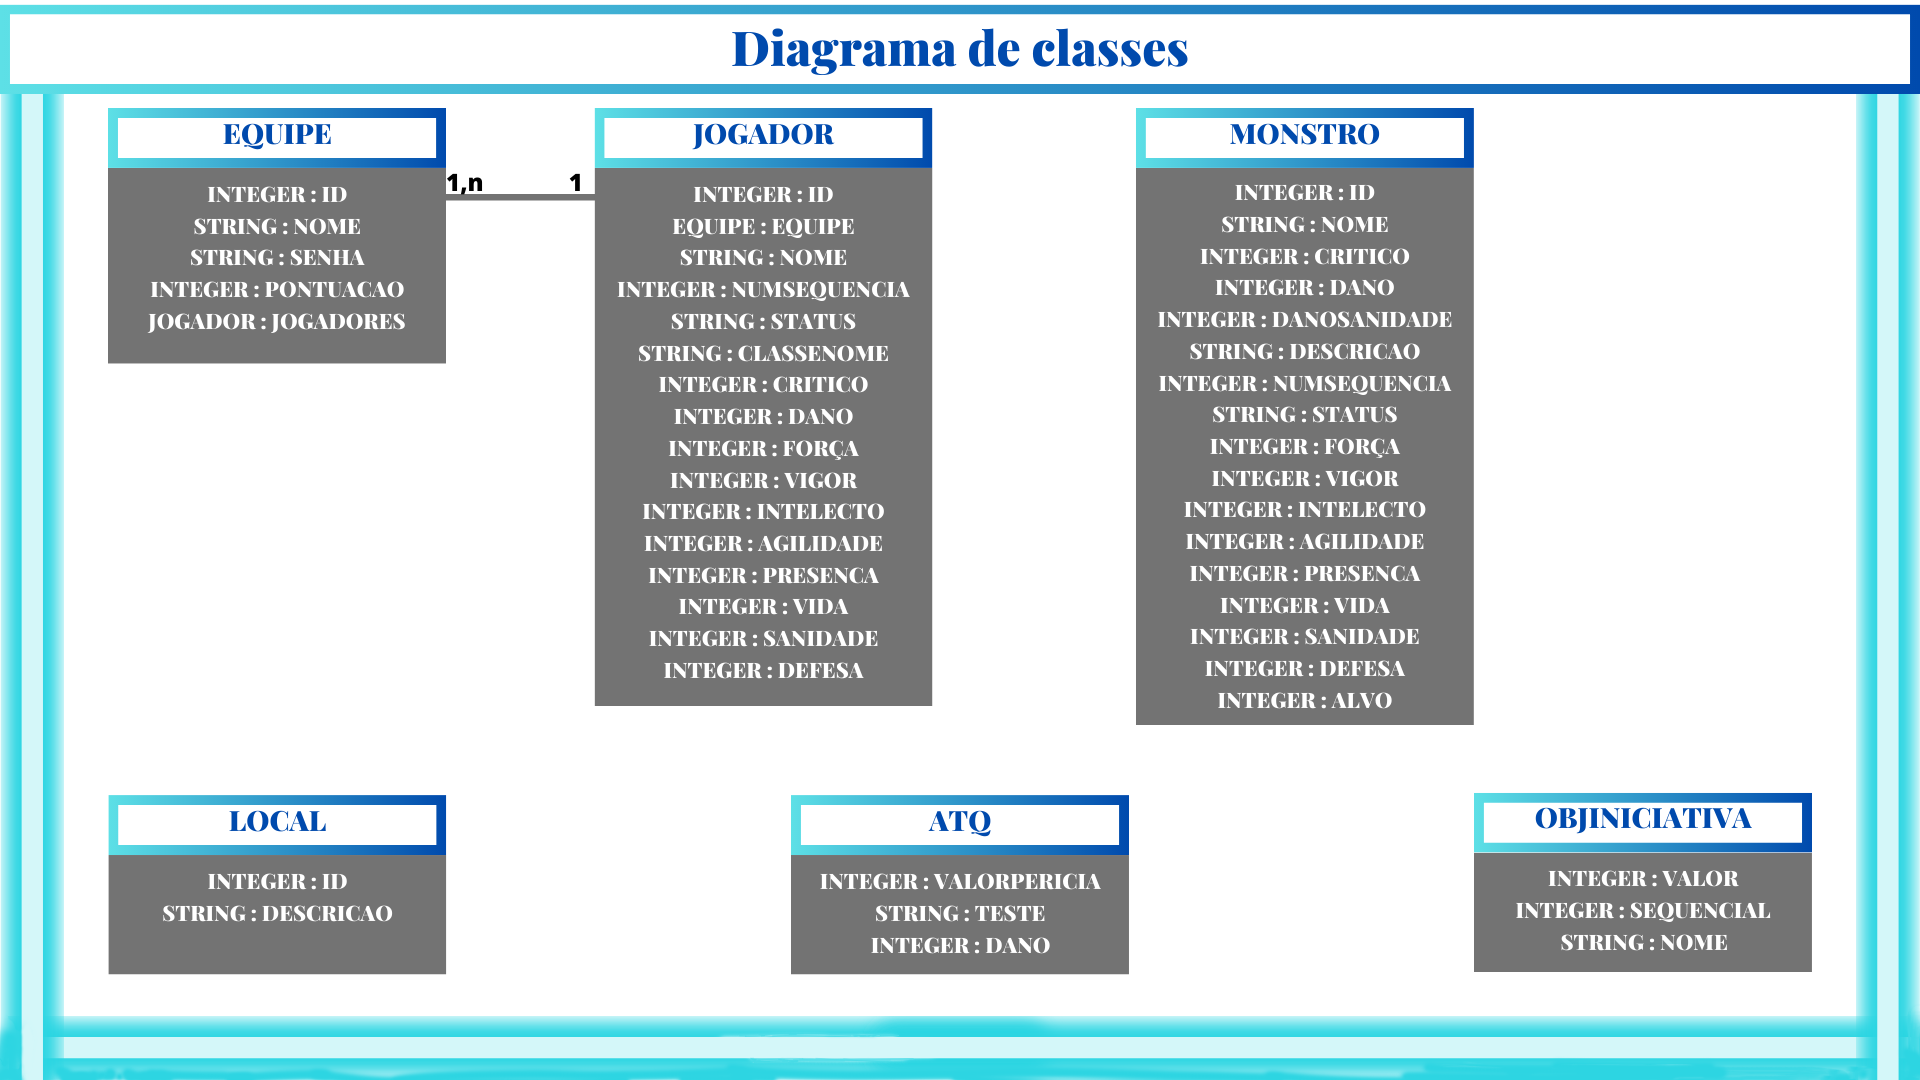 Diagrama de classes
EQUIPE
INTEGER : ID
STRING : NOME
STRING : SENHA
INTEGER : PONTUACAO
JOGADOR : JOGADORES
1,n
1
JOGADOR
INTEGER : ID
EQUIPE : EQUIPE
STRING : NOME
INTEGER : NUMSEQUENCIA
STRING : STATUS
STRING : CLASSENOME
INTEGER : CRITICO
INTEGER : DANO
INTEGER : FORÇA
INTEGER : VIGOR
INTEGER : INTELECTO
INTEGER : AGILIDADE
INTEGER : PRESENCA
INTEGER : VIDA
INTEGER : SANIDADE
INTEGER : DEFESA
MONSTRO
INTEGER : ID
STRING : NOME
INTEGER : CRITICO
INTEGER : DANO
INTEGER : DANOSANIDADE
STRING : DESCRICAO
INTEGER : NUMSEQUENCIA
STRING : STATUS
INTEGER : FORÇA
INTEGER : VIGOR
INTEGER : INTELECTO
INTEGER : AGILIDADE
INTEGER : PRESENCA
INTEGER : VIDA
INTEGER : SANIDADE
INTEGER : DEFESA
INTEGER : ALVO
LOCAL
INTEGER : ID
STRING : DESCRICAO
ATQ
INTEGER : VALORPERICIA
STRING : TESTE
INTEGER : DANO
OBJINICIATIVA
INTEGER : VALOR
INTEGER : SEQUENCIAL
STRING : NOME